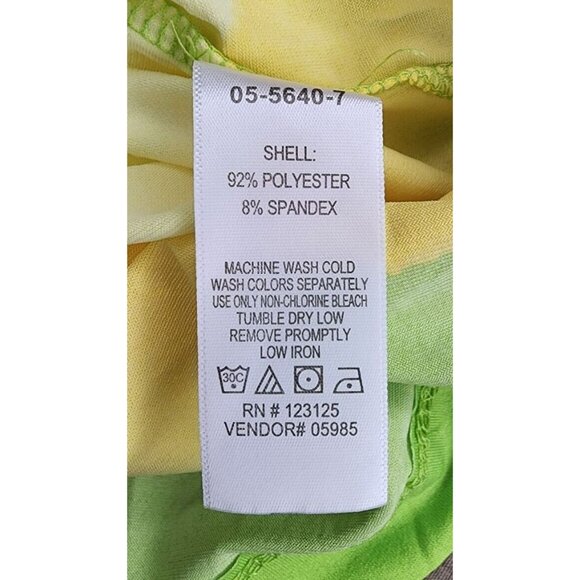 05-5640-7
SHELL:
92% POLYESTER
8% SPANDEX
MACHINE WASH COLD
WASH COLORS SEPARATELY
USE ONLY NON-CHLORINE BLEACH
TUMBLE DRY LOW
REMOVE PROMPTLY
LOW IRON
30C
RN # 123125
VENDOR# 05985